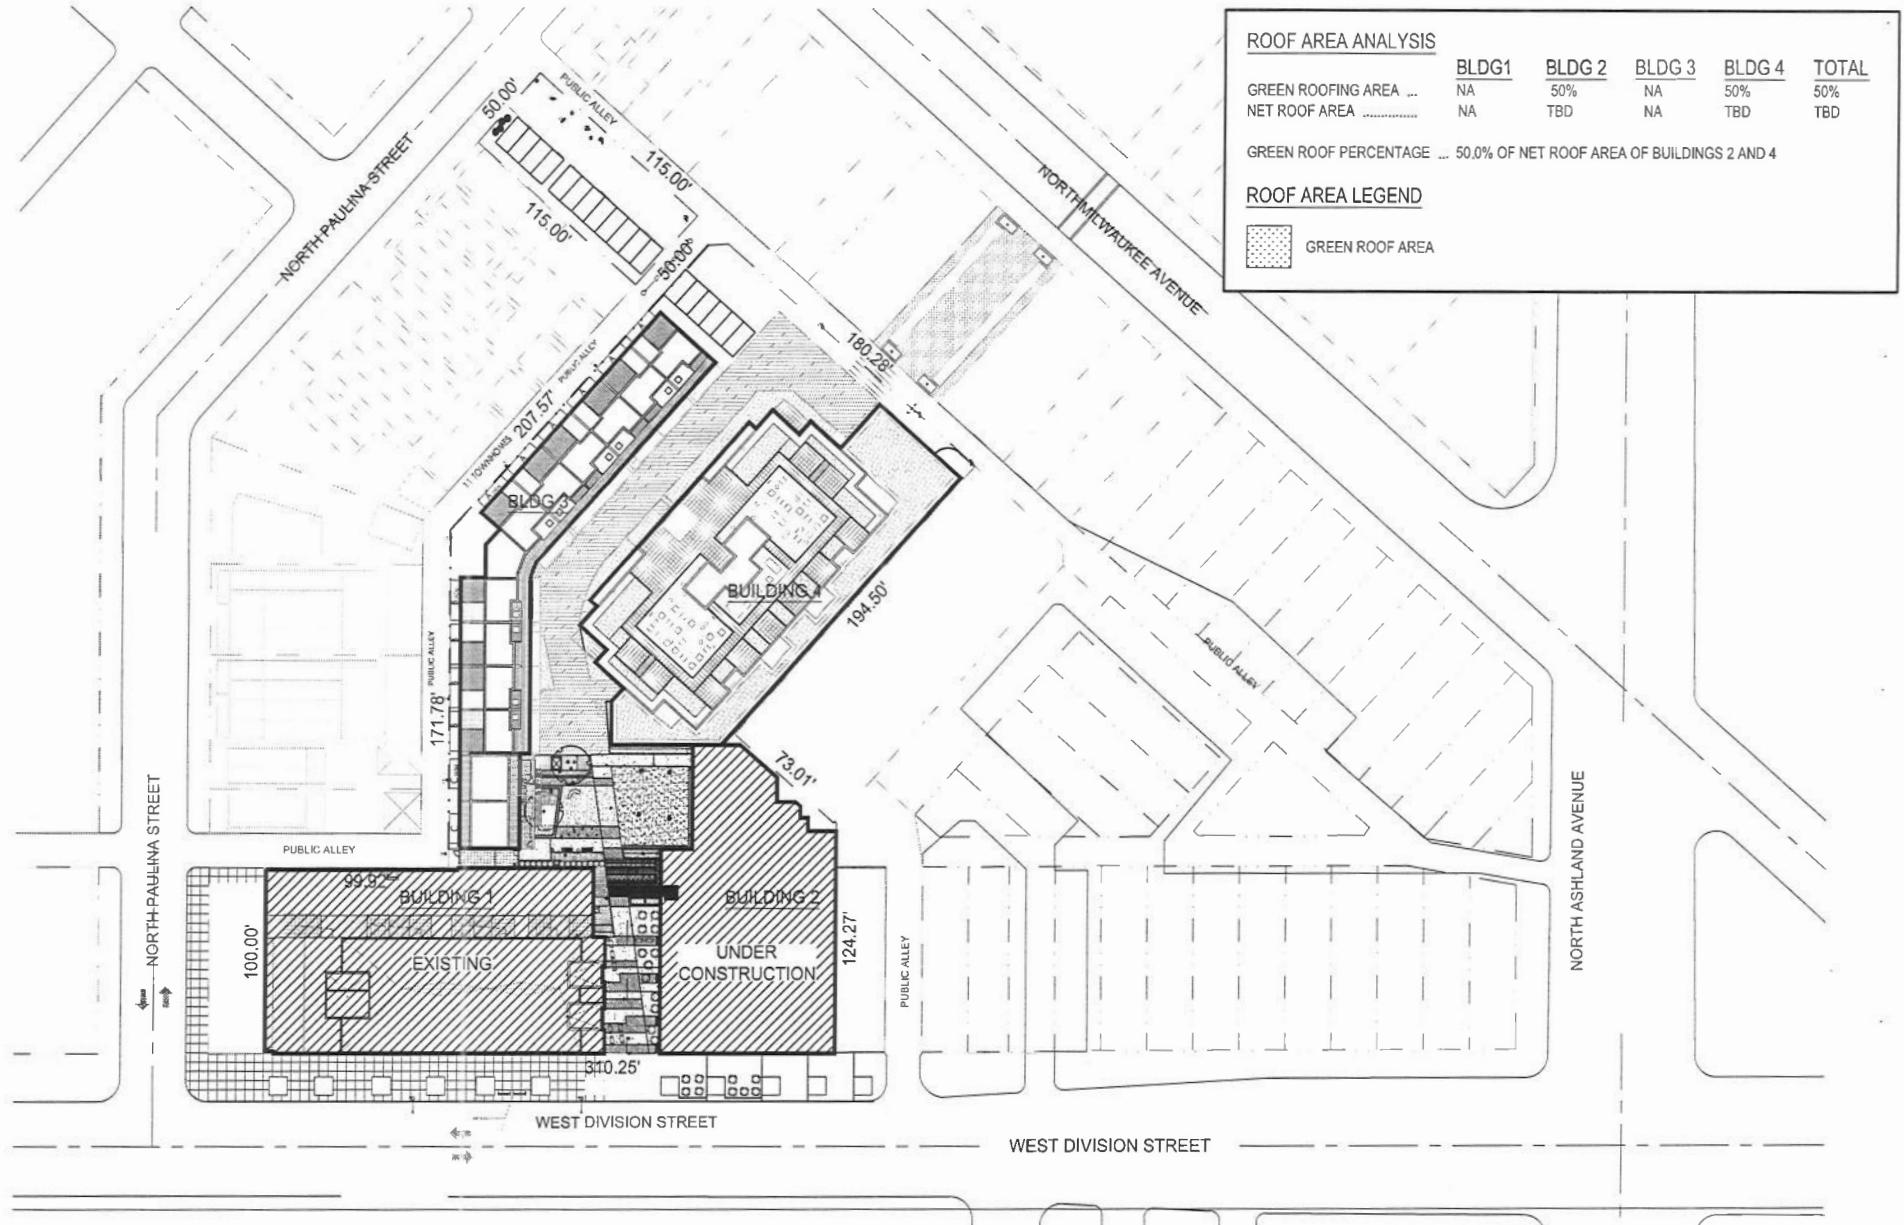 ROOF AREA ANALYSIS
BLDG1 BLDG 2 BLDG 3 BLDG 4 TOTAL
GREEN ROOFING AREA ... NA 50% NA 50% 50%
NET ROOF AREA ............... NA TBD NA TBD TBD
GREEN ROOF PERCENTAGE ... 50.0% OF NET ROOF AREA OF BUILDINGS 2 AND 4
ROOF AREA LEGEND
GREEN ROOF AREA
50.00'
PUBLIC ALLEY
115.00'
NORTH PAULINA STREET
115.00'
50.00'
NORTH MILWAUKEE AVENUE
180.28'
PUBLIC ALLEY
207.57'
11 TOWNHOMES
BLDG 3
BUILDING 4
194.50'
PUBLIC ALLEY
PUBLIC ALLEY
171.78'
73.01'
NORTH PAULINA STREET
PUBLIC ALLEY
99.92'
BUILDING 1
EXISTING
100.00'
BUILDING 2
UNDER
CONSTRUCTION
124.27'
PUBLIC ALLEY
NORTH ASHLAND AVENUE
310.25'
WEST DIVISION STREET
WEST DIVISION STREET